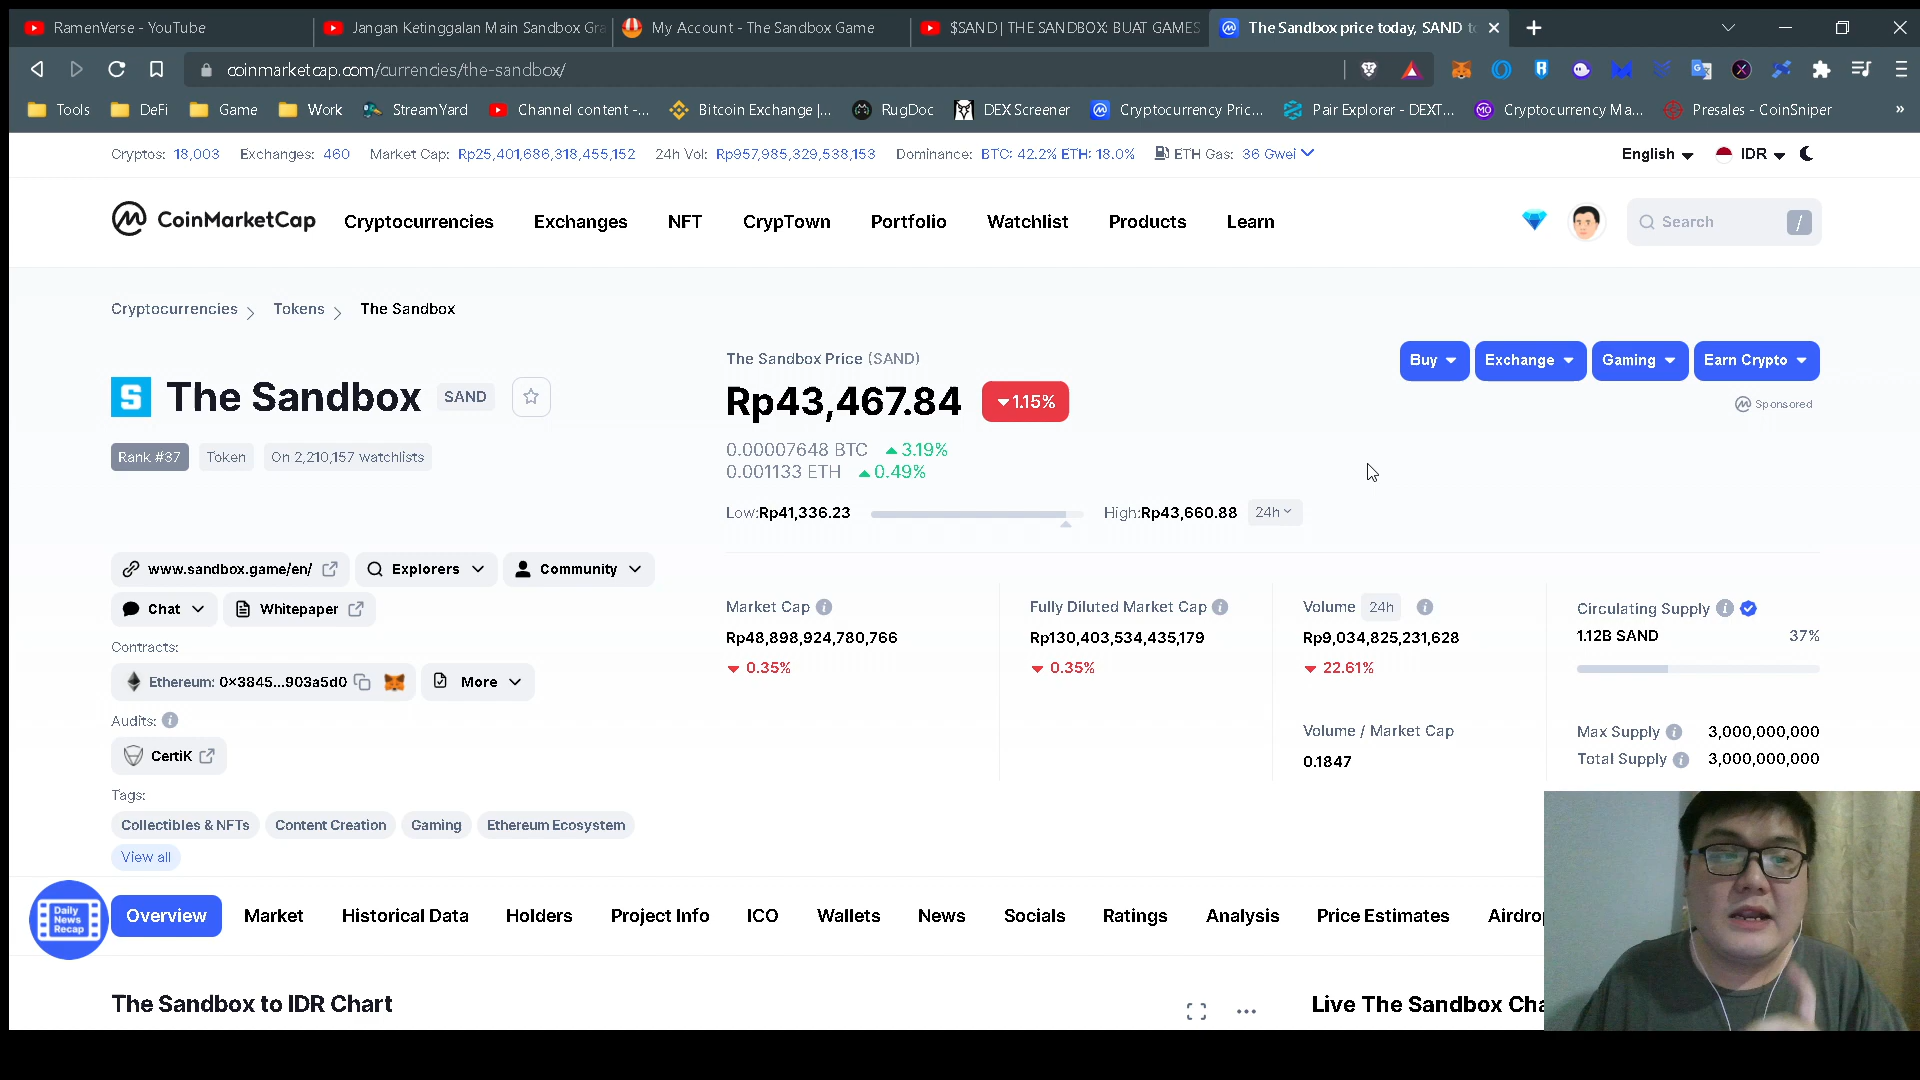 RamenVerse - YouTube
Jangan Ketinggalan Main Sandbox Gra
My Account - The Sandbox Game
$SAND | THE SANDBOX: BUAT GAMES
The Sandbox price today, SAND to
coinmarketcap.com/currencies/the-sandbox/
Tools DeFi Game Work StreamYard Channel content -... Bitcoin Exchange |... RugDoc DEX Screener Cryptocurrency Pric... Pair Explorer - DEXT... Cryptocurrency Ma... Presales - CoinSniper »
Cryptos: 18,003 Exchanges: 460 Market Cap: Rp25,401,686,318,455,152 24h Vol: Rp957,985,329,538,153 Dominance: BTC: 42.2% ETH: 18.0% ETH Gas: 36 Gwei English IDR
CoinMarketCap Cryptocurrencies Exchanges NFT CrypTown Portfolio Watchlist Products Learn Search /
Cryptocurrencies Tokens The Sandbox
The Sandbox SAND
Rank #37 Token On 2,210,157 watchlists
The Sandbox Price (SAND)
Rp43,467.84 1.15%
0.00007648 BTC 3.19%
0.001133 ETH 0.49%
Low:Rp41,336.23 High:Rp43,660.88 24h
Buy Exchange Gaming Earn Crypto
Sponsored
www.sandbox.game/en/ Explorers Community
Chat Whitepaper
Contracts:
Ethereum: 0x3845...903a5d0 More
Audits:
CertiK
Tags:
Collectibles & NFTs Content Creation Gaming Ethereum Ecosystem
View all
Market Cap
Rp48,898,924,780,766
0.35%
Fully Diluted Market Cap
Rp130,403,534,435,179
0.35%
Volume 24h
Rp9,034,825,231,628
22.61%
Volume / Market Cap
0.1847
Circulating Supply
1.12B SAND 37%
Max Supply 3,000,000,000
Total Supply 3,000,000,000
Daily
News
Recap
Overview Market Historical Data Holders Project Info ICO Wallets News Socials Ratings Analysis Price Estimates Airdrop
The Sandbox to IDR Chart
Live The Sandbox Cha